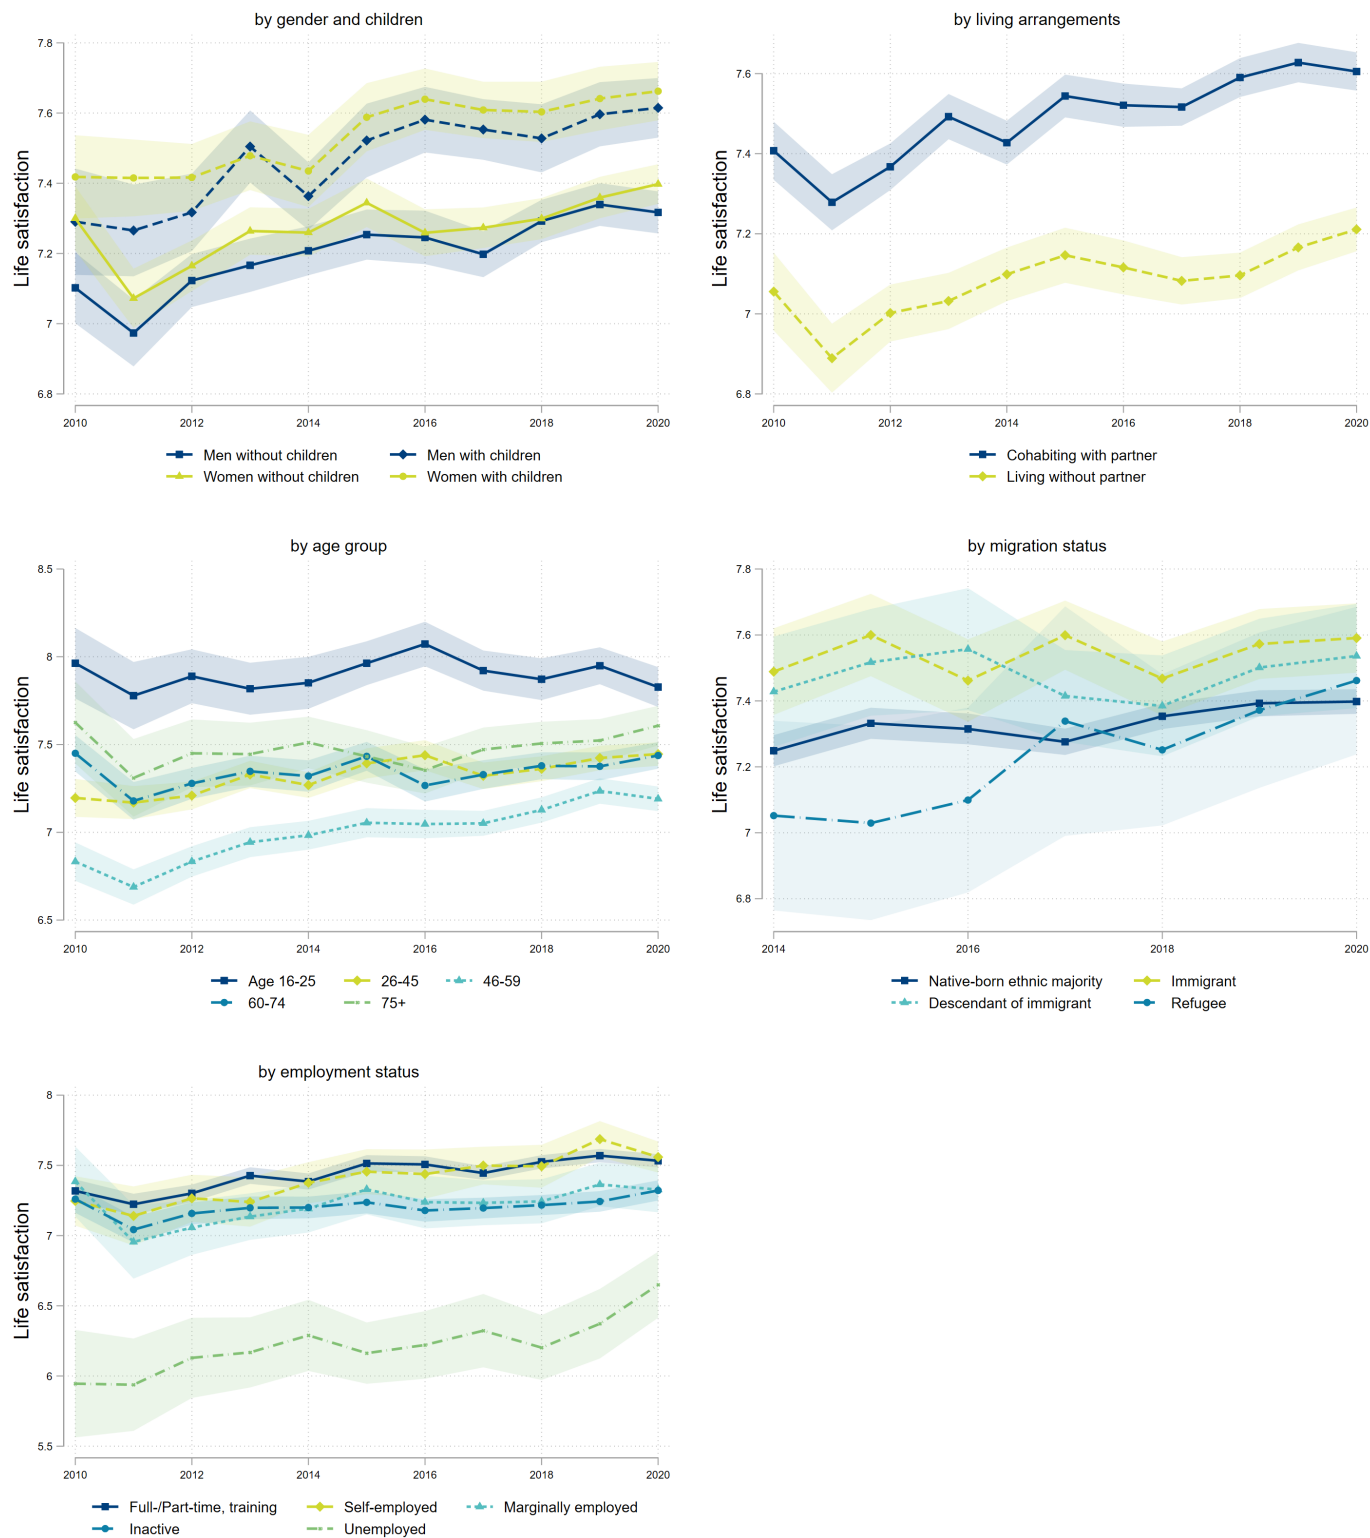 by gender and children
Life satisfaction
7.8
7.6
7.4
7.2
7
6.8
2010 2012 2014 2016 2018 2020
Men without children Men with children
Women without children Women with children
by living arrangements
Life satisfaction
7.6
7.4
7.2
7
6.8
2010 2012 2014 2016 2018 2020
Cohabiting with partner
Living without partner
by age group
Life satisfaction
8.5
8
7.5
7
6.5
2010 2012 2014 2016 2018 2020
Age 16-25 26-45 46-59
60-74 75+
by migration status
Life satisfaction
7.8
7.6
7.4
7.2
7
6.8
2014 2016 2018 2020
Native-born ethnic majority Immigrant
Descendant of immigrant Refugee
by employment status
Life satisfaction
8
7.5
7
6.5
6
5.5
2010 2012 2014 2016 2018 2020
Full-/Part-time, training Self-employed Marginally employed
Inactive Unemployed